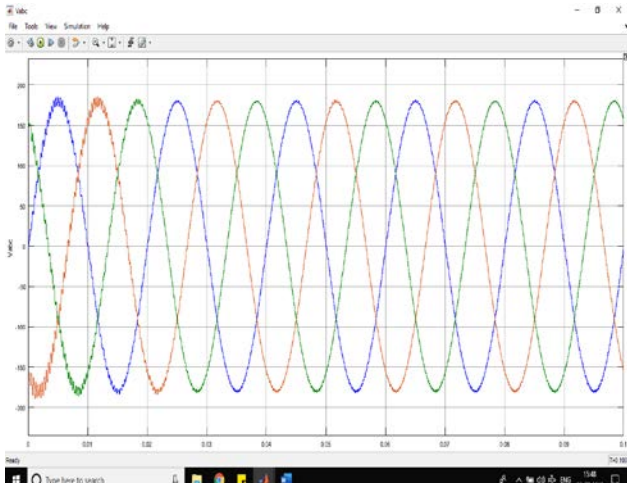 Vabc
File Tools View Simulation Help
200
150
100
50
0
-50
-100
-150
-200
Vabc
0 0.01 0.02 0.03 0.04 0.05 0.06 0.07 0.08 0.09 0.1
Ready
Type here to search
ENG
15:48